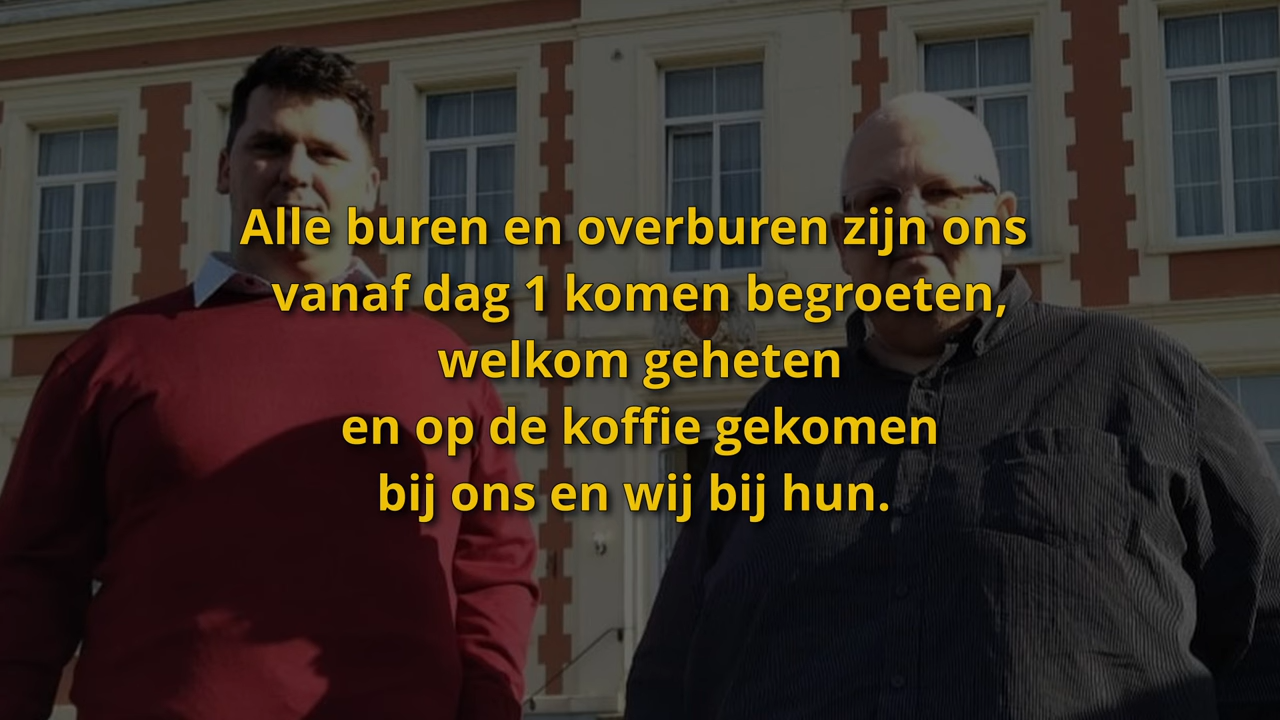 Alle buren en overburen zijn ons
vanaf dag 1 komen begroeten,
welkom geheten
en op de koffie gekomen
bij ons en wij bij hun.